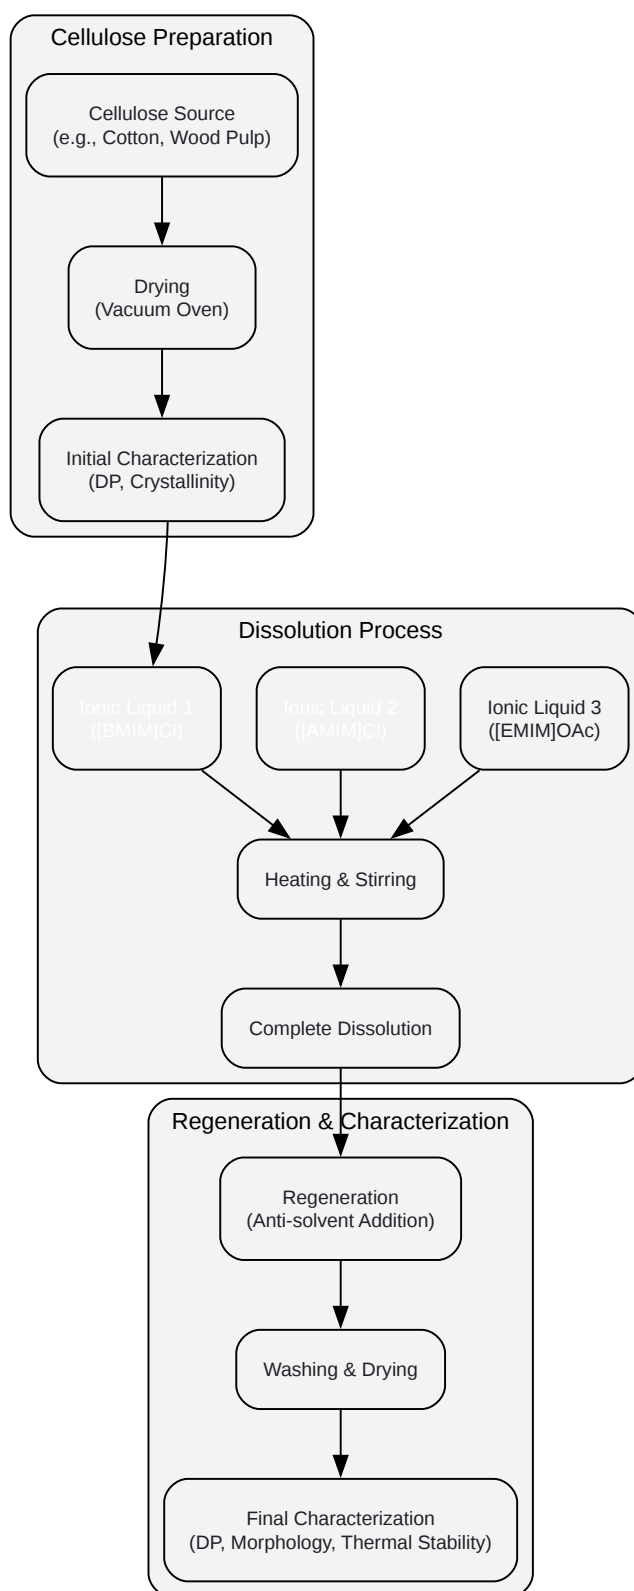 Cellulose Preparation
Cellulose Source
(e.g., Cotton, Wood Pulp)
Drying
(Vacuum Oven)
Initial Characterization
(DP, Crystallinity)
Dissolution Process
Ionic Liquid 1
([BMIM]Cl)
Ionic Liquid 2
([AMIM]Cl)
Ionic Liquid 3
([EMIM]OAc)
Heating & Stirring
Complete Dissolution
Regeneration & Characterization
Regeneration
(Anti-solvent Addition)
Washing & Drying
Final Characterization
(DP, Morphology, Thermal Stability)